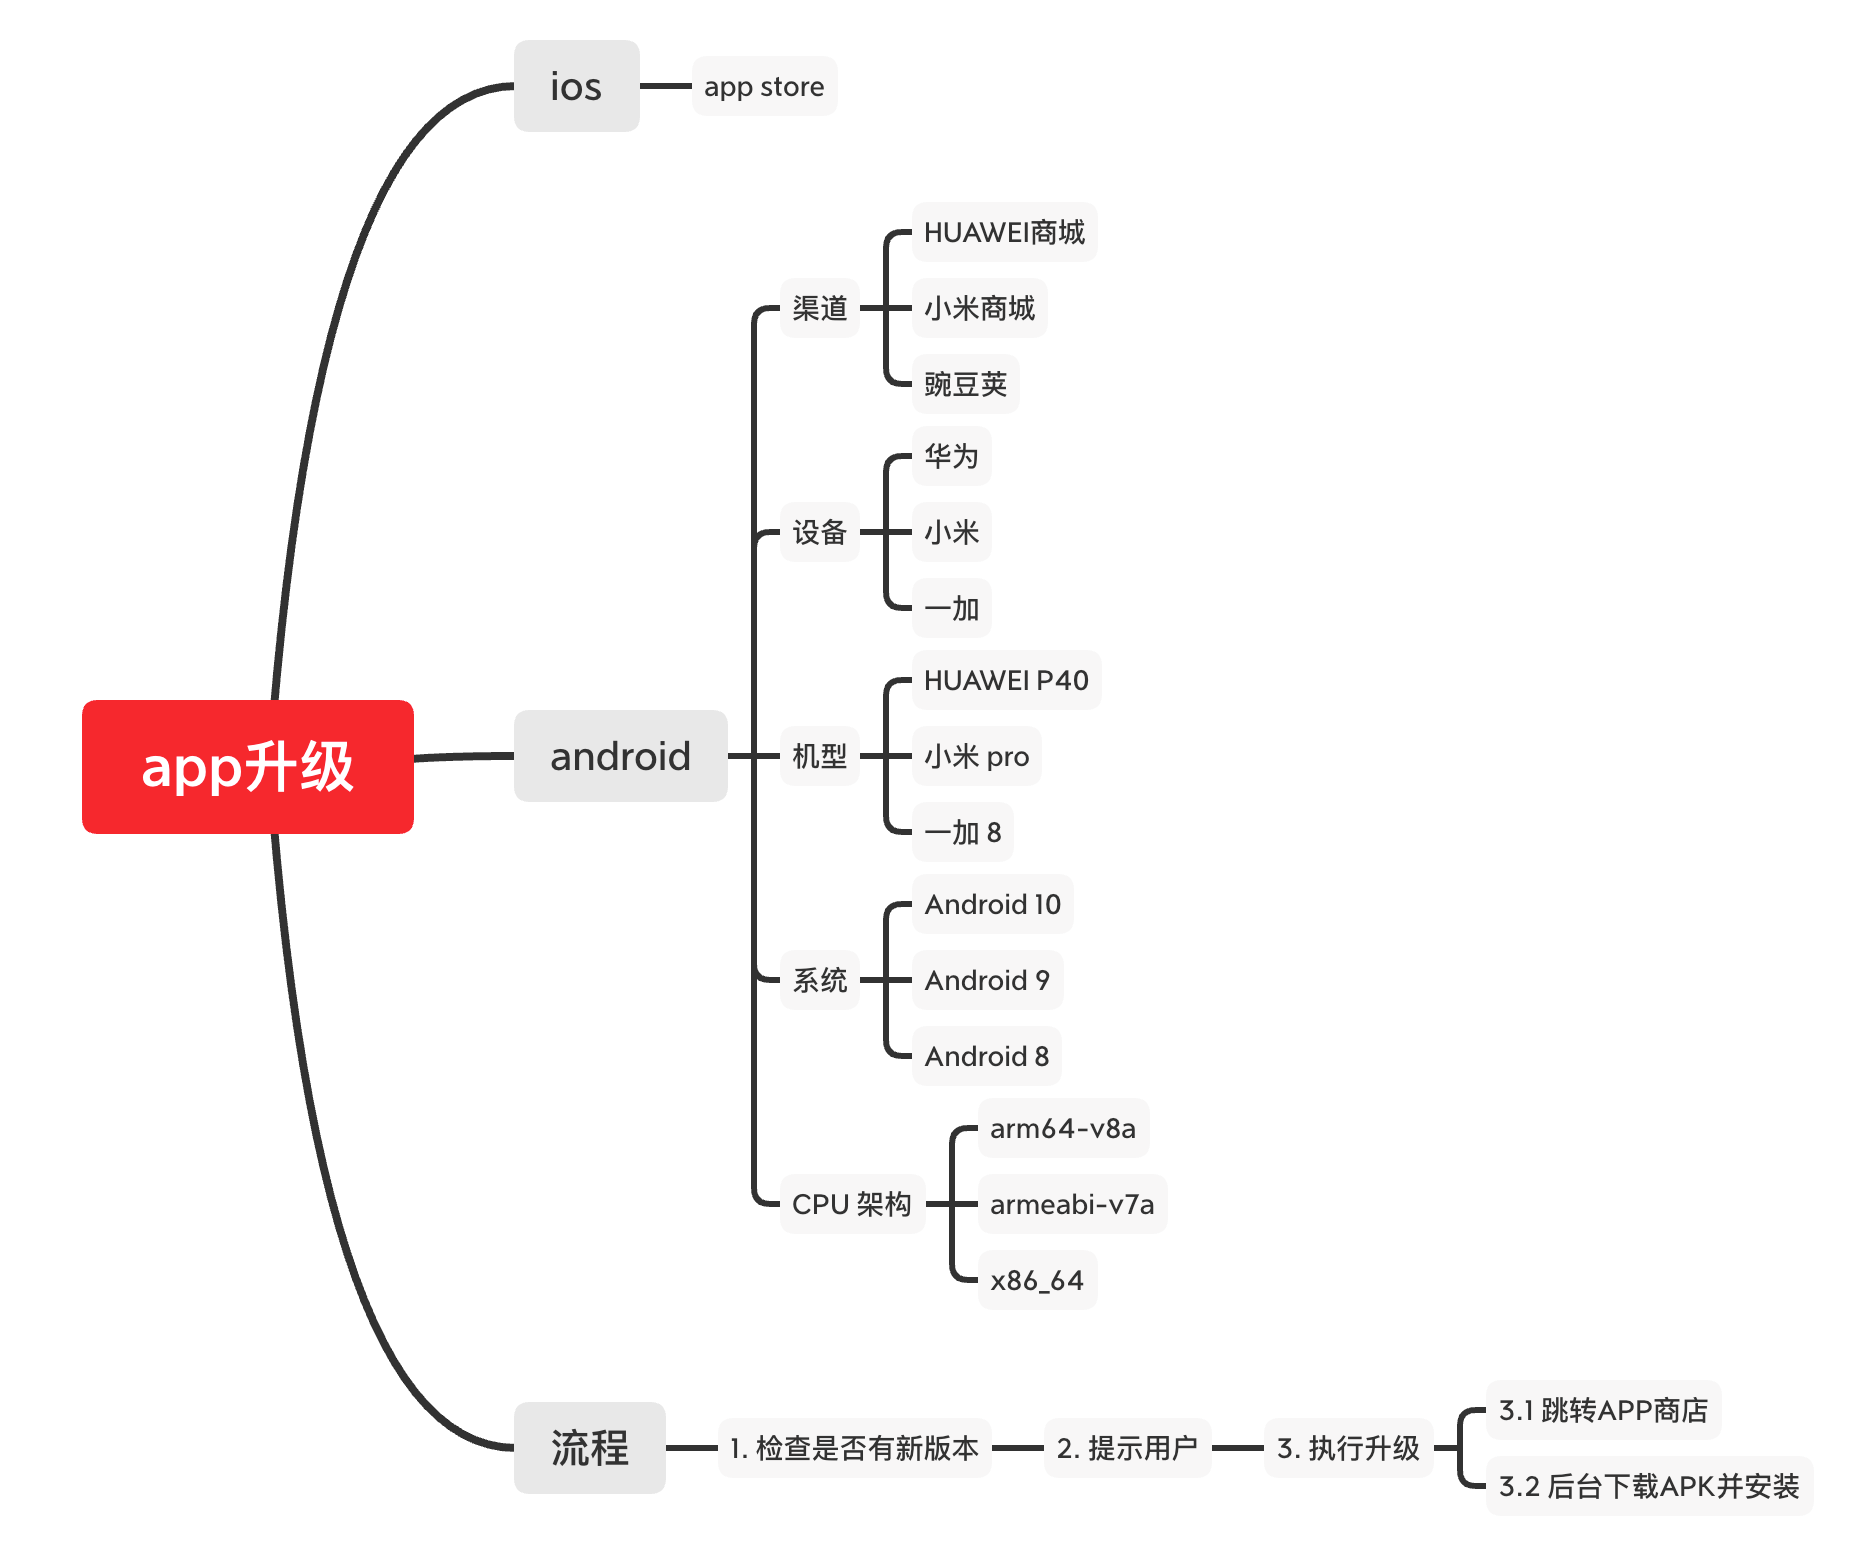 app升级
ios
app store
android
渠道
HUAWEI商城
小米商城
豌豆荚
设备
华为
小米
一加
机型
HUAWEI P40
小米 pro
一加 8
系统
Android 10
Android 9
Android 8
CPU 架构
arm64-v8a
armeabi-v7a
x86_64
流程
1. 检查是否有新版本
2. 提示用户
3. 执行升级
3.1 跳转APP商店
3.2 后台下载APK并安装